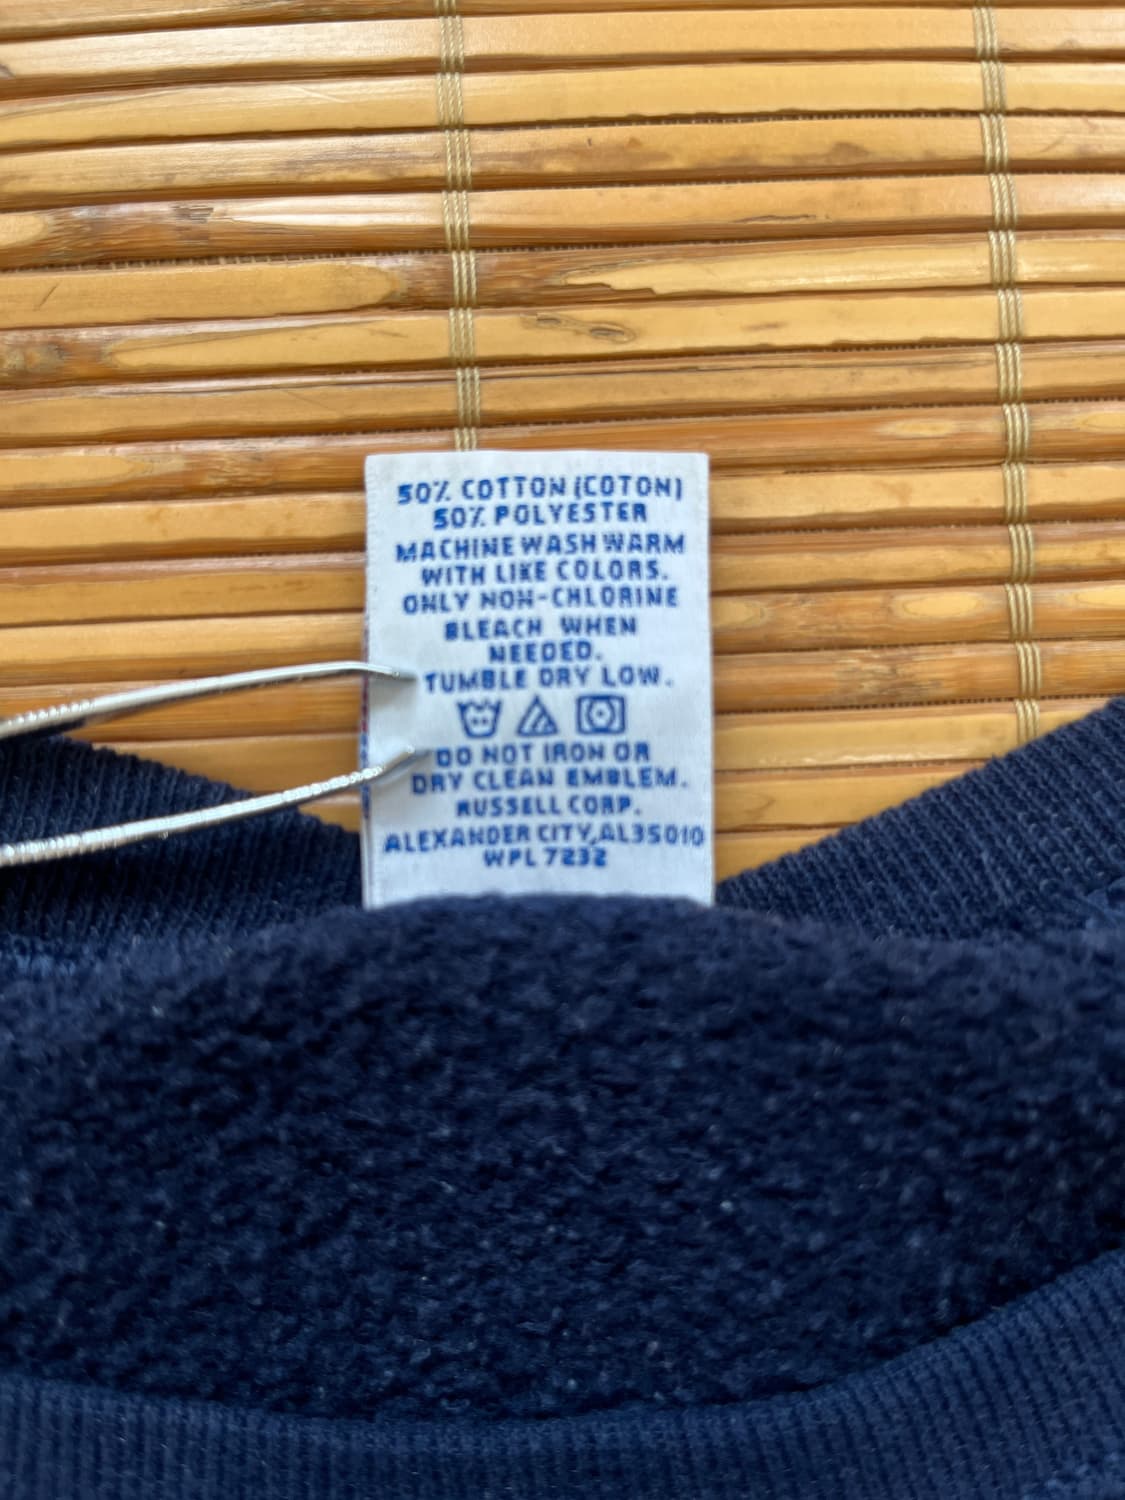 50% COTTON (COTON)
50% POLYESTER
MACHINE WASH WARM
WITH LIKE COLORS.
ONLY NON-CHLORINE
BLEACH WHEN
NEEDED.
TUMBLE DRY LOW.
DO NOT IRON OR
DRY CLEAN EMBLEM.
RUSSELL CORP.
ALEXANDER CITY, AL35010
WPL 7232